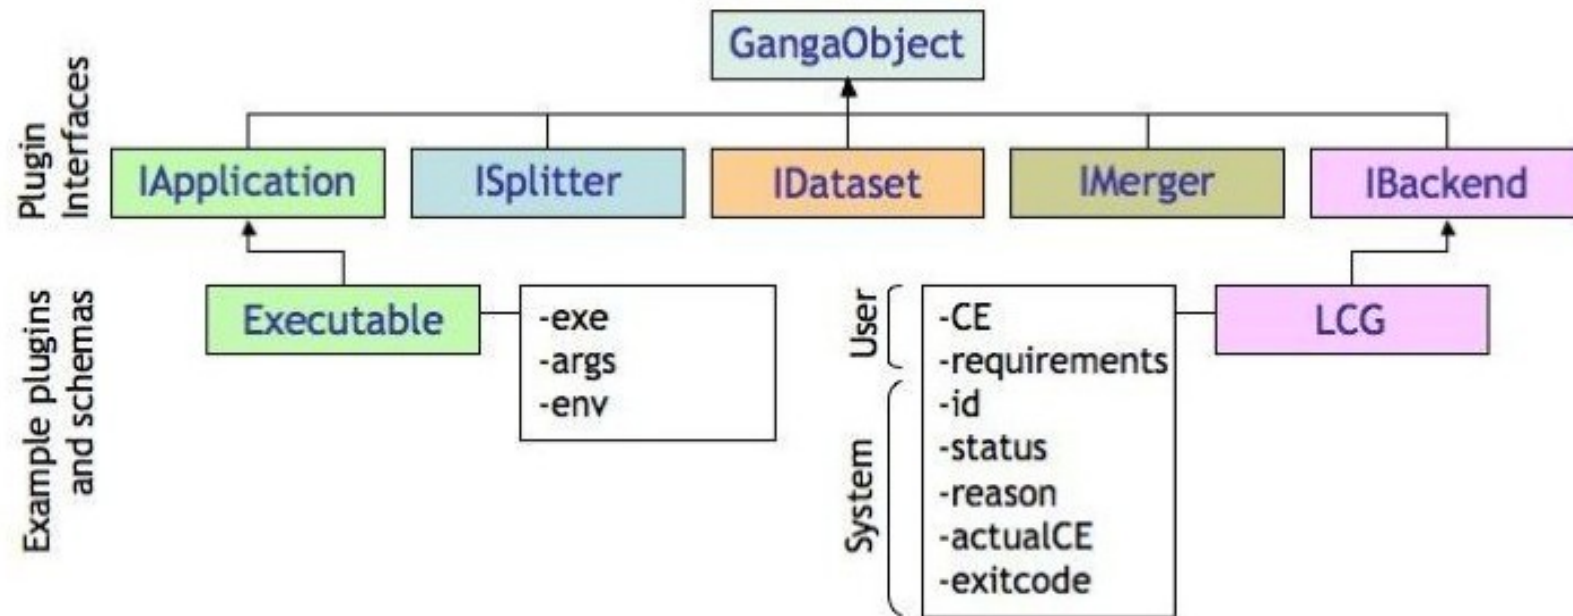 GangaObject
Plugin
Interfaces
IApplication
ISplitter
IDataset
IMerger
IBackend
Example plugins
and schemas
Executable
-exe
-args
-env
User
System
-CE
-requirements
-id
-status
-reason
-actualCE
-exitcode
LCG